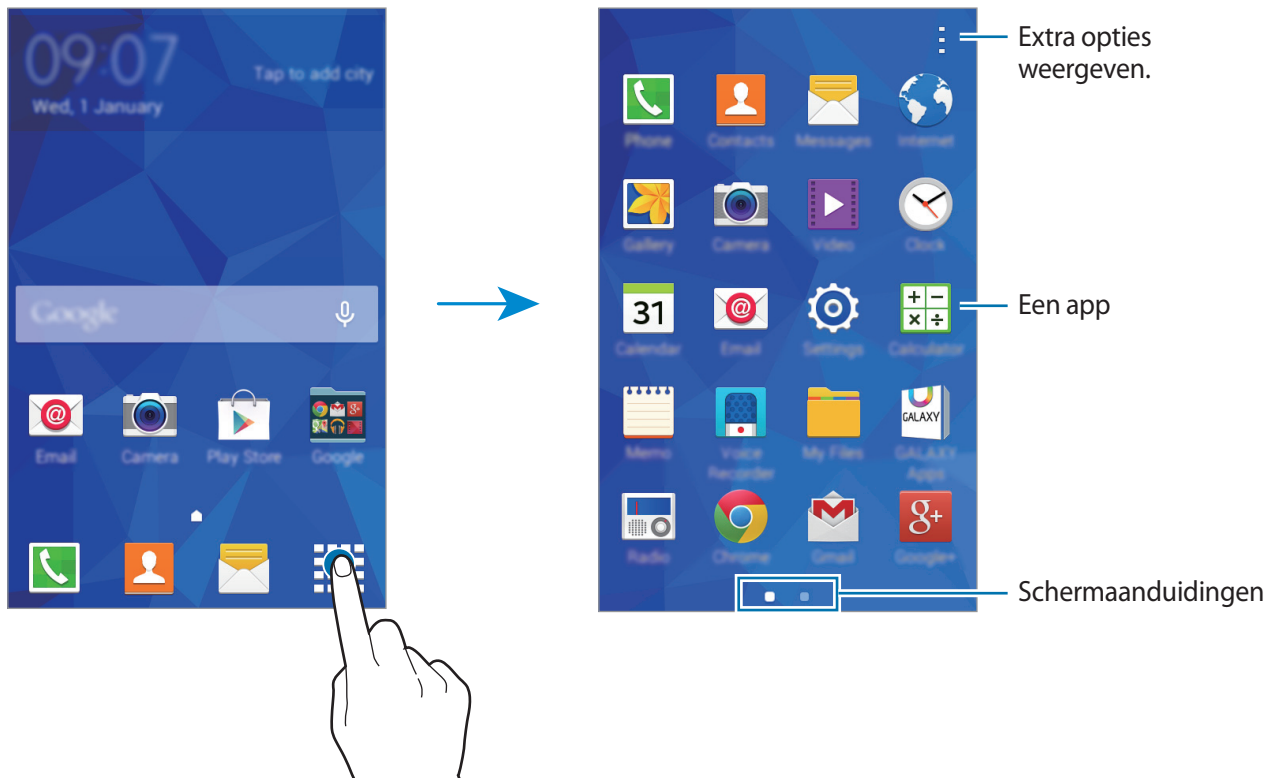 09:07
Tap to add city
Wed, 1 January
Google
Email Camera Play Store Google
Extra opties
weergeven.
Phone Contacts Messages Internet
Gallery Camera Video Clock
31
Calendar Email Settings Calculator
Een app
GALAXY
Memo Voice Recorder My Files GALAXY Apps
g+
Radio Chrome Gmail Google+
Schermaanduidingen